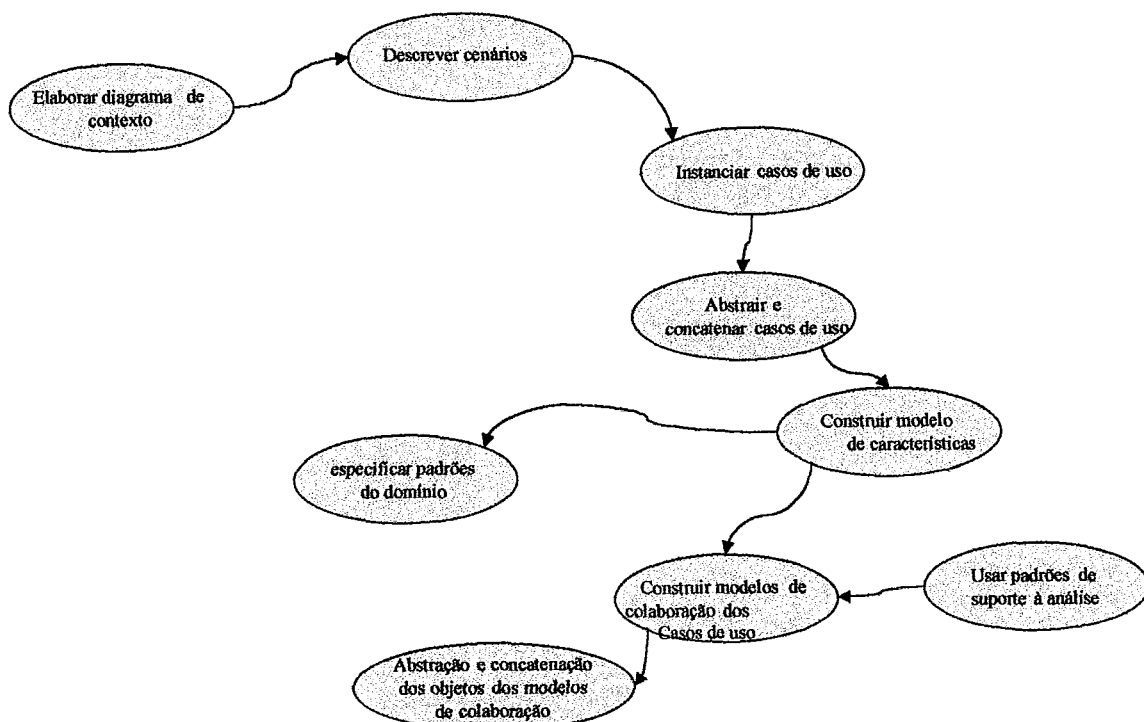 Descrever cenários
Elaborar diagrama de
contexto
Instanciar casos de uso
Abstrair e
concatenar casos de uso
Construir modelo
de características
especificar padrões
do domínio
Construir modelos de
colaboração dos
Casos de uso
Usar padrões de
suporte à análise
Abstração e concatenação
dos objetos dos modelos
de colaboração